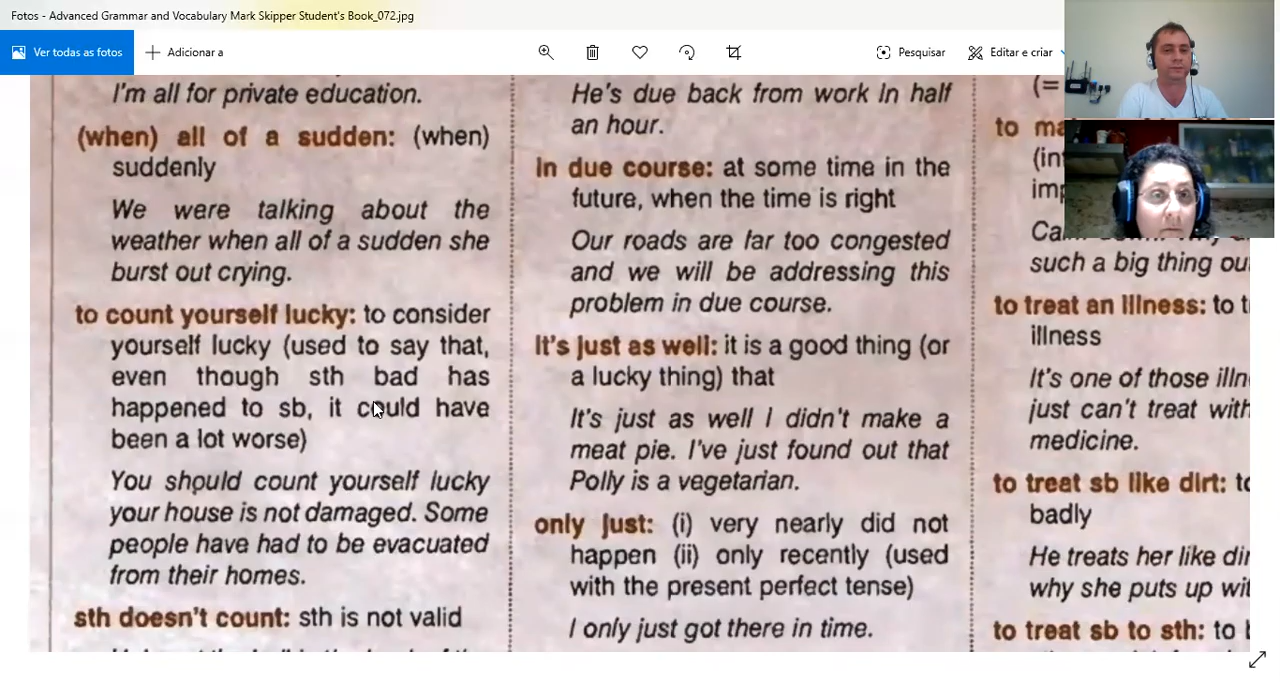 Fotos - Advanced Grammar and Vocabulary Mark Skipper Student's Book_072.jpg
Ver todas as fotos
Adicionar a
Pesquisar
Editar e criar
I'm all for private education.
(when) all of a sudden: (when)
suddenly
We were talking about the
weather when all of a sudden she
burst out crying.
to count yourself lucky: to consider
yourself lucky (used to say that,
even though sth bad has
happened to sb, it could have
been a lot worse)
You should count yourself lucky
your house is not damaged. Some
people have had to be evacuated
from their homes.
sth doesn't count: sth is not valid
He's due back from work in half
an hour.
in due course: at some time in the
future, when the time is right
Our roads are far too congested
and we will be addressing this
problem in due course.
it's just as well: it is a good thing (or
a lucky thing) that
It's just as well I didn't make a
meat pie. I've just found out that
Polly is a vegetarian.
only just: (i) very nearly did not
happen (ii) only recently (used
with the present perfect tense)
I only just got there in time.
(=
to ma
(in
imp
such a big thing ou
to treat an illness: to t
illness
It's one of those illn
just can't treat with
medicine.
to treat sb like dirt: to
badly
He treats her like dir
why she puts up wi
to treat sb to sth: to